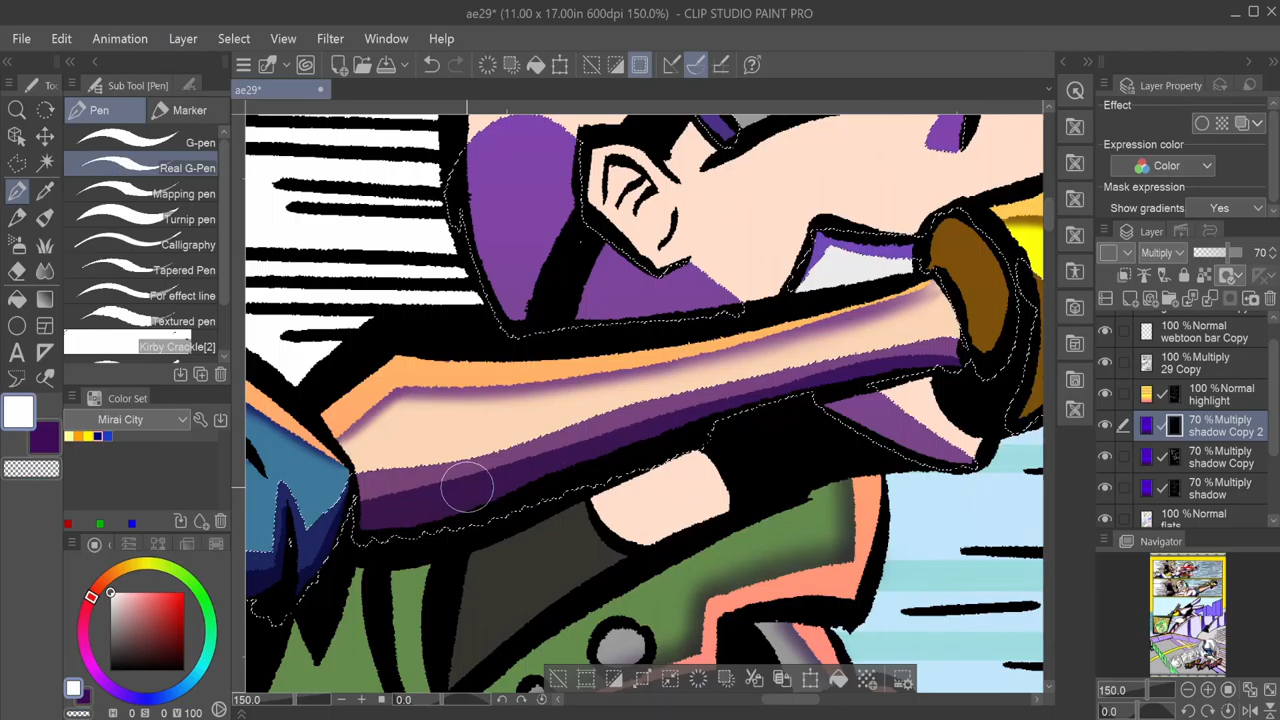 ae29* (11.00 x 17.00in 600dpi 150.0%) - CLIP STUDIO PAINT PRO
File Edit Animation Layer Select View Filter Window Help
Sub Tool [Pen]
ae29*
Pen
Marker
G-pen
Real G-Pen
Mapping pen
Turnip pen
Calligraphy
Tapered Pen
For effect line
Textured pen
Kirby Crackle[2]
Color Set
Mirai City
H 0 S 0 V 100
150.0
0.0
Layer Property
Effect
Expression color
Color
Mask expression
Show gradients Yes
Layer
Multiply 70
100 % Normal
webtoon bar Copy
100 % Multiply
29 Copy
100 % Normal
highlight
70 % Multiply
shadow Copy 2
70 % Multiply
shadow Copy
70 % Multiply
shadow
100 % Normal
flats
Navigator
150.0
0.0